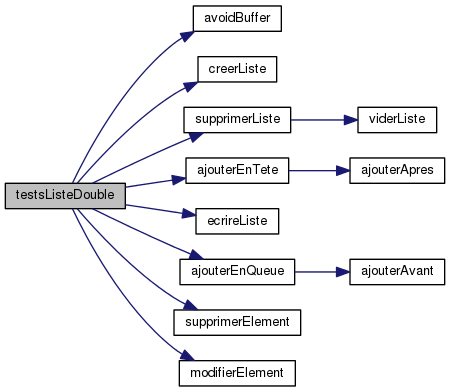 avoidBuffer
creerListe
supprimerListe
viderListe
ajouterEnTete
ajouterApres
testsListeDouble
ecrireListe
ajouterEnQueue
ajouterAvant
supprimerElement
modifierElement